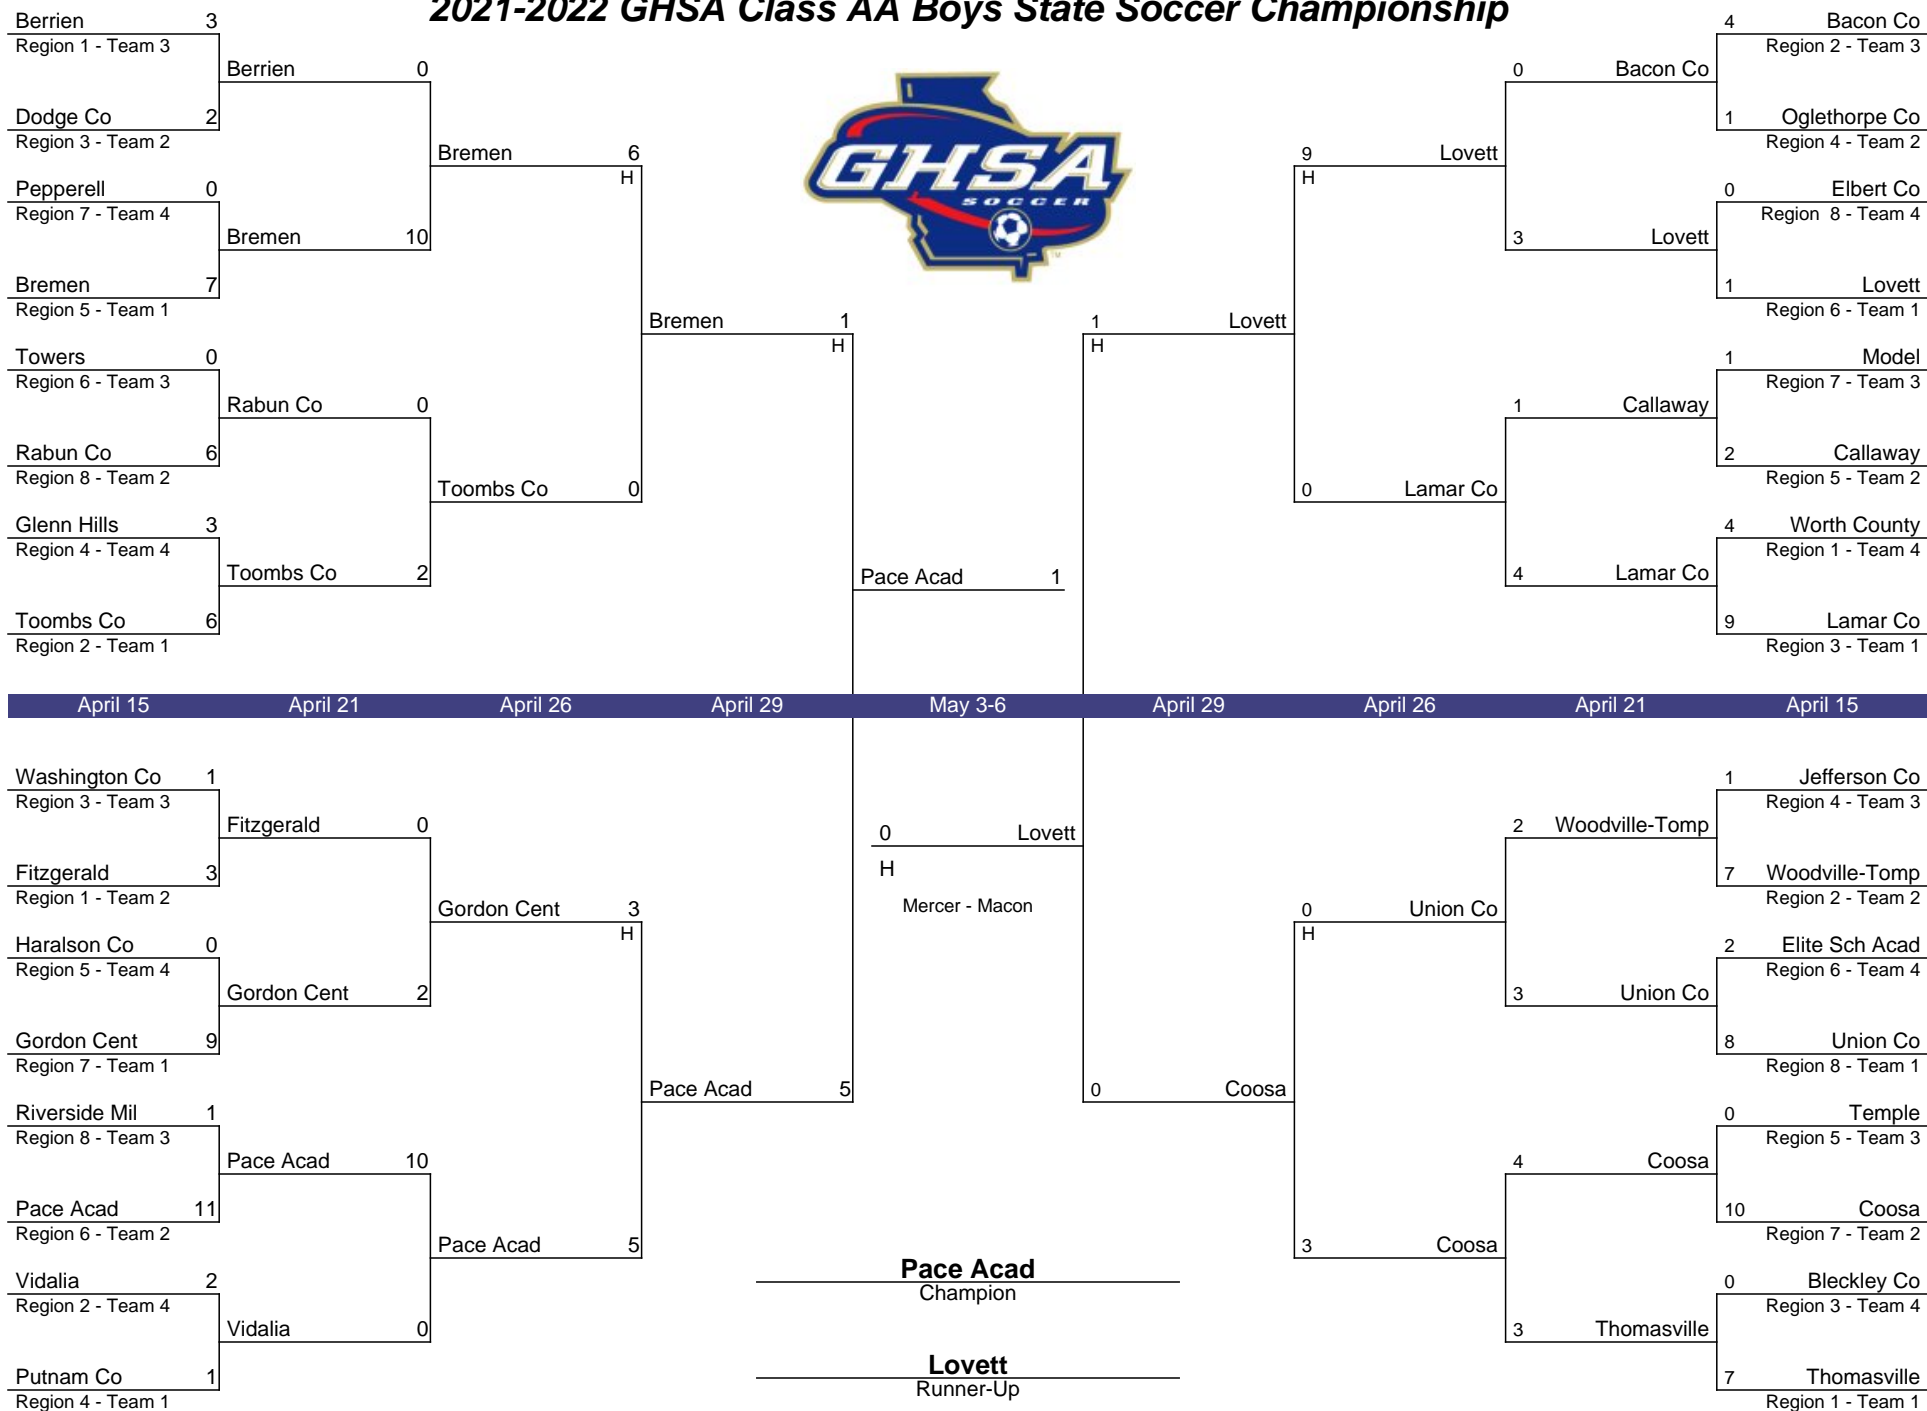 2021-2022 GHSA Class AA Boys State Soccer Championship
GHSA
SOCCER
TM
Berrien 3
Region 1 - Team 3
Dodge Co 2
Region 3 - Team 2
Pepperell 0
Region 7 - Team 4
Bremen 7
Region 5 - Team 1
Towers 0
Region 6 - Team 3
Rabun Co 6
Region 8 - Team 2
Glenn Hills 3
Region 4 - Team 4
Toombs Co 6
Region 2 - Team 1
Berrien 0
Bremen 10
Rabun Co 0
Toombs Co 2
Bremen 6
H
Toombs Co 0
Bremen 1
H
Pace Acad 1
1 Lovett
H
9 Lovett
H
0 Lamar Co
0 Bacon Co
3 Lovett
1 Callaway
4 Lamar Co
4 Bacon Co
Region 2 - Team 3
1 Oglethorpe Co
Region 4 - Team 2
0 Elbert Co
Region 8 - Team 4
1 Lovett
Region 6 - Team 1
1 Model
Region 7 - Team 3
2 Callaway
Region 5 - Team 2
4 Worth County
Region 1 - Team 4
9 Lamar Co
Region 3 - Team 1
April 15 April 21 April 26 April 29 May 3-6 April 29 April 26 April 21 April 15
Washington Co 1
Region 3 - Team 3
Fitzgerald 3
Region 1 - Team 2
Haralson Co 0
Region 5 - Team 4
Gordon Cent 9
Region 7 - Team 1
Riverside Mil 1
Region 8 - Team 3
Pace Acad 11
Region 6 - Team 2
Vidalia 2
Region 2 - Team 4
Putnam Co 1
Region 4 - Team 1
Fitzgerald 0
Gordon Cent 2
Pace Acad 10
Vidalia 0
Gordon Cent 3
H
Pace Acad 5
Pace Acad 5
0 Lovett
H
Mercer - Macon
0 Coosa
0 Union Co
H
3 Coosa
2 Woodville-Tomp
3 Union Co
4 Coosa
3 Thomasville
1 Jefferson Co
Region 4 - Team 3
7 Woodville-Tomp
Region 2 - Team 2
2 Elite Sch Acad
Region 6 - Team 4
8 Union Co
Region 8 - Team 1
0 Temple
Region 5 - Team 3
10 Coosa
Region 7 - Team 2
0 Bleckley Co
Region 3 - Team 4
7 Thomasville
Region 1 - Team 1
Pace Acad
Champion
Lovett
Runner-Up